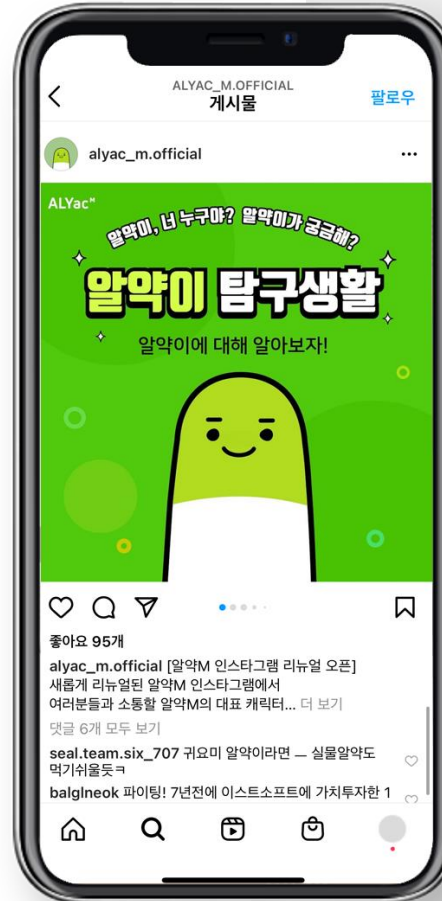 ALYAC_M.OFFICIAL
게시물
팔로우
alyac_m.official
ALYac M
알약이, 너 누구야? 알약이가 궁금해?
알약이 탐구생활
알약이에 대해 알아보자!
좋아요 95개
alyac_m.official [알약M 인스타그램 리뉴얼 오픈]
새롭게 리뉴얼된 알약M 인스타그램에서
여러분들과 소통할 알약M의 대표 캐릭터... 더 보기
댓글 6개 모두 보기
seal.team.six_707 귀요미 알약이라면 ㅡ 실물알약도
먹기쉬울듯ㅋ
balglneok 파이팅! 7년전에 이스트소프트에 가치투자한 1